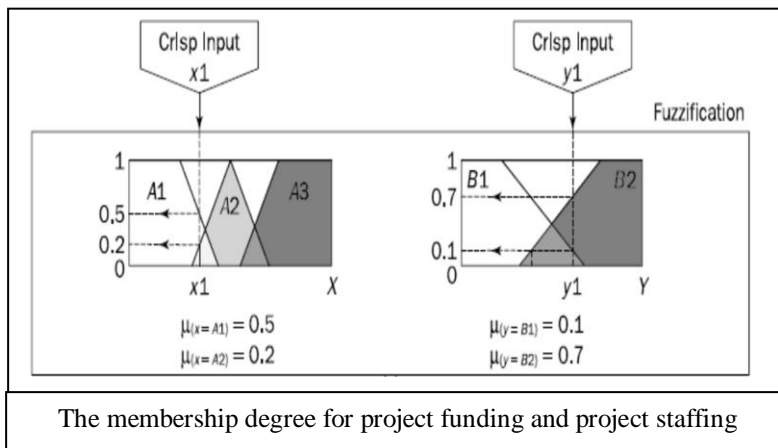 Crisp Input
x1
Crisp Input
y1
Fuzzification
1
A1
A2
A3
0.5
0.2
0
x1
X
1
B1
B2
0.7
0.1
0
y1
Y
μ(x=A1) = 0.5
μ(x=A2) = 0.2
μ(y=B1) = 0.1
μ(y=B2) = 0.7
The membership degree for project funding and project staffing